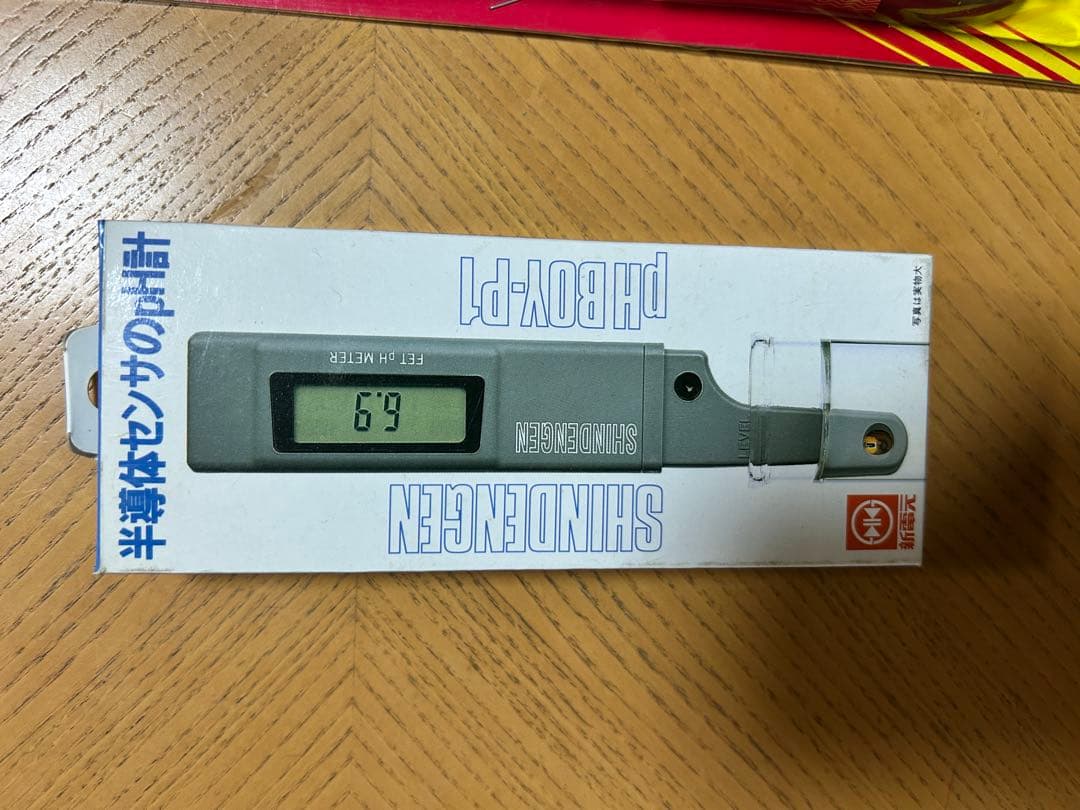 半導体センサのpH計
SHINDENGEN
pH BOY-P1
FET pH METER
6.9
SHINDENGEN
LEVEL
新電元
写真は実物大